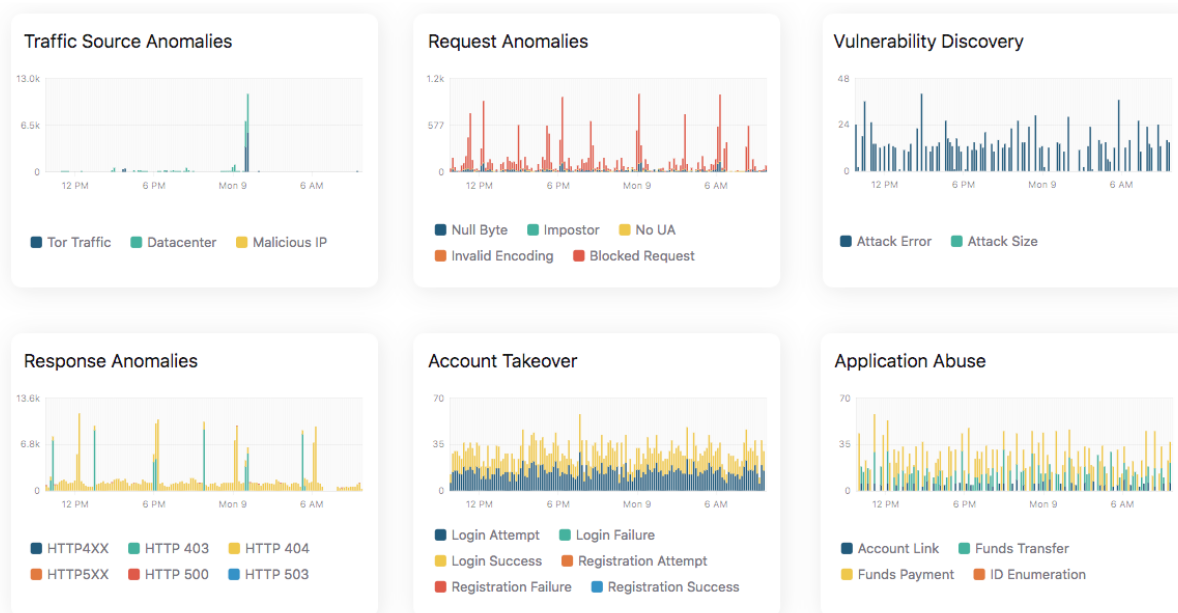 Traffic Source Anomalies
13.0k
6.5k
0
12 PM 6 PM Mon 9 6 AM
Tor Traffic Datacenter Malicious IP
Request Anomalies
1.2k
577
0
12 PM 6 PM Mon 9 6 AM
Null Byte Impostor No UA
Invalid Encoding Blocked Request
Vulnerability Discovery
48
24
0
12 PM 6 PM Mon 9 6 AM
Attack Error Attack Size
Response Anomalies
13.6k
6.8k
0
12 PM 6 PM Mon 9 6 AM
HTTP4XX HTTP 403 HTTP 404
HTTP5XX HTTP 500 HTTP 503
Account Takeover
70
35
0
12 PM 6 PM Mon 9 6 AM
Login Attempt Login Failure
Login Success Registration Attempt
Registration Failure Registration Success
Application Abuse
70
35
0
12 PM 6 PM Mon 9 6 AM
Account Link Funds Transfer
Funds Payment ID Enumeration